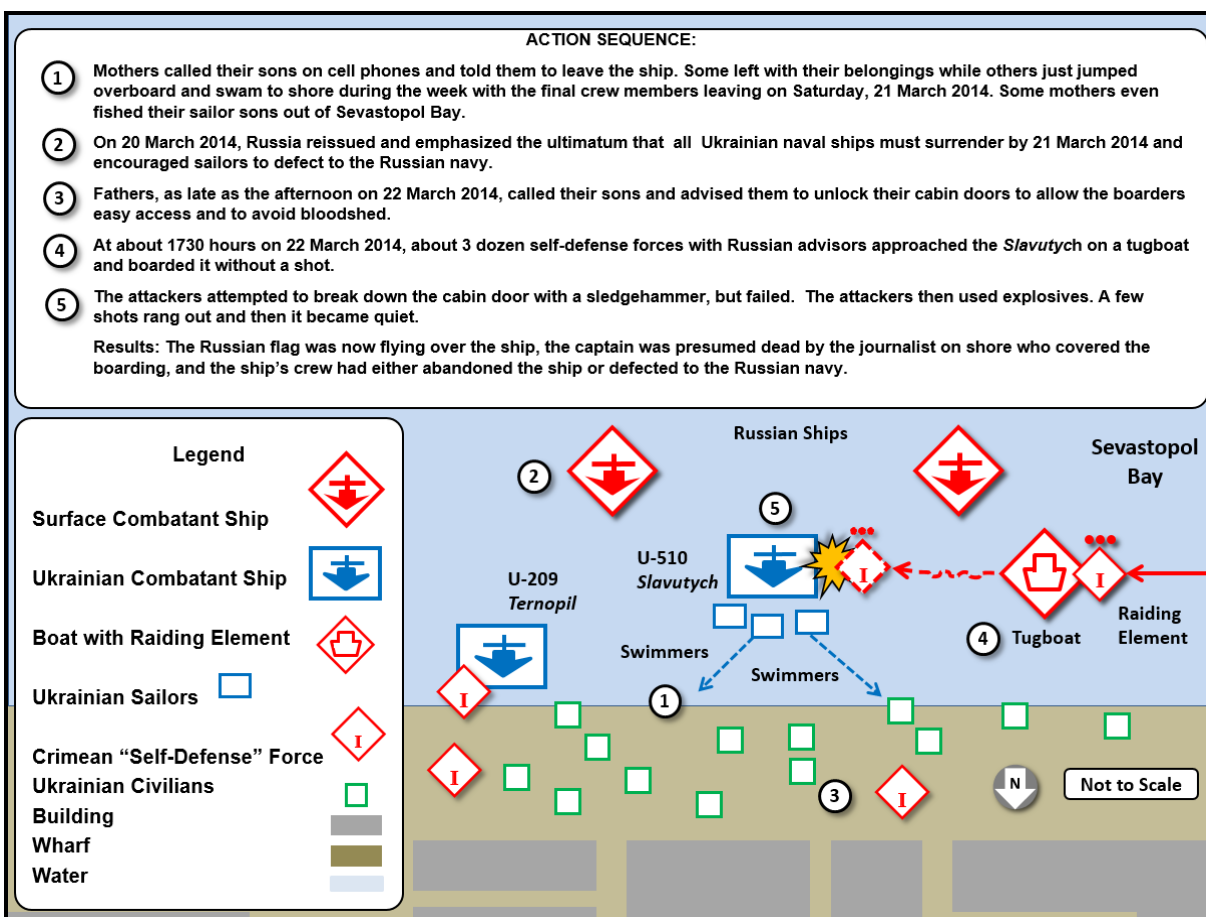 ACTION SEQUENCE:
1 Mothers called their sons on cell phones and told them to leave the ship. Some left with their belongings while others just jumped
overboard and swam to shore during the week with the final crew members leaving on Saturday, 21 March 2014. Some mothers even
fished their sailor sons out of Sevastopol Bay.
2 On 20 March 2014, Russia reissued and emphasized the ultimatum that all Ukrainian naval ships must surrender by 21 March 2014 and
encouraged sailors to defect to the Russian navy.
3 Fathers, as late as the afternoon on 22 March 2014, called their sons and advised them to unlock their cabin doors to allow the boarders
easy access and to avoid bloodshed.
4 At about 1730 hours on 22 March 2014, about 3 dozen self-defense forces with Russian advisors approached the Slavutych on a tugboat
and boarded it without a shot.
5 The attackers attempted to break down the cabin door with a sledgehammer, but failed. The attackers then used explosives. A few
shots rang out and then it became quiet.
Results: The Russian flag was now flying over the ship, the captain was presumed dead by the journalist on shore who covered the
boarding, and the ship's crew had either abandoned the ship or defected to the Russian navy.
Legend
Surface Combatant Ship
Ukrainian Combatant Ship
Boat with Raiding Element
Ukrainian Sailors
Crimean "Self-Defense" Force
I
Ukrainian Civilians
Building
Wharf
Water
Russian Ships
Sevastopol
Bay
2
5
U-510
Slavutych
I
I
U-209
Ternopil
4
Tugboat
Raiding
Element
Swimmers
Swimmers
1
I
I
3
I
N
Not to Scale